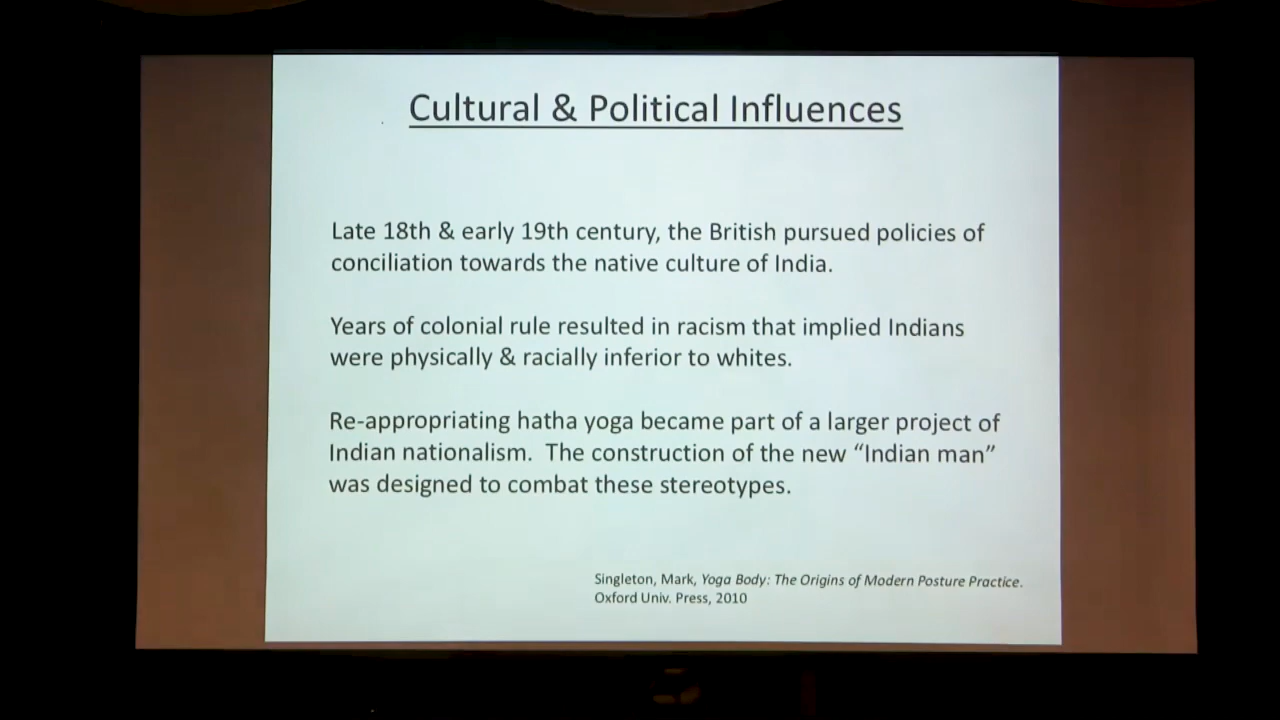 Cultural & Political Influences
Late 18th & early 19th century, the British pursued policies of
conciliation towards the native culture of India.
Years of colonial rule resulted in racism that implied Indians
were physically & racially inferior to whites.
Re-appropriating hatha yoga became part of a larger project of
Indian nationalism.  The construction of the new “Indian man”
was designed to combat these stereotypes.
Singleton, Mark, Yoga Body: The Origins of Modern Posture Practice.
Oxford Univ. Press, 2010